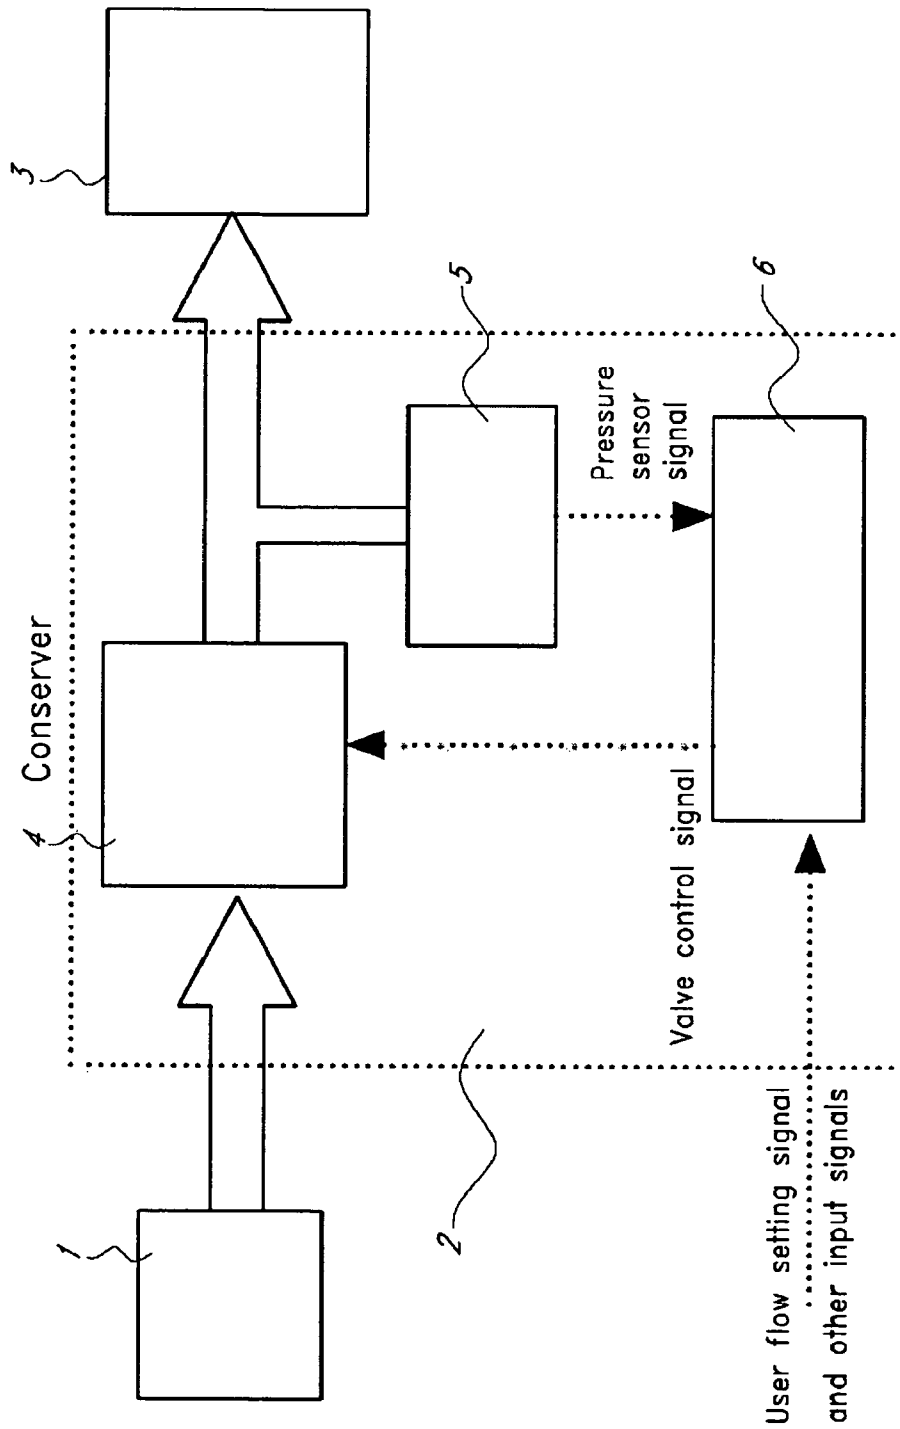 Conserver
3
4
5
1
Pressure
sensor
signal
Valve control signal
6
2
User flow setting signal
and other input signals